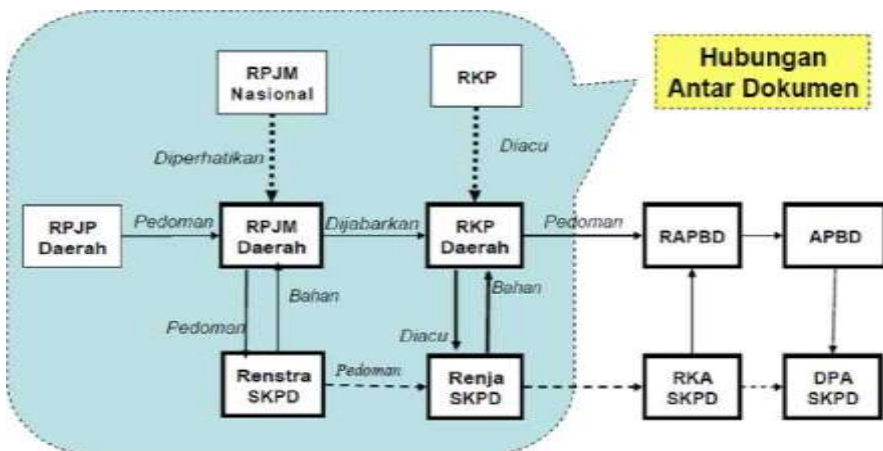 Hubungan
Antar Dokumen
RPJM
Nasional
RKP
Diperhatikan
Diacu
RPJP
Daerah
Pedoman
RPJM
Daerah
Dijabarkan
RKP
Daerah
Pedoman
RAPBD
APBD
Pedoman
Bahan
Diacu
Bahan
Renstra
SKPD
Pedoman
Renja
SKPD
RKA
SKPD
DPA
SKPD